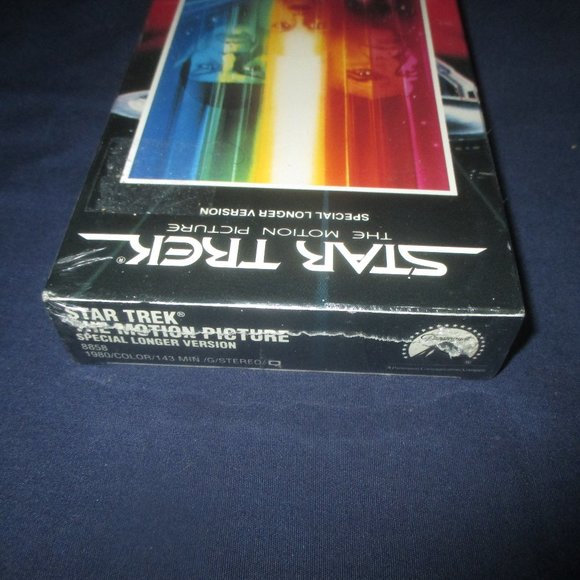 SPECIAL LONGER VERSION
THE MOTION PICTURE
STAR TREK®
STAR TREK®
THE MOTION PICTURE
SPECIAL LONGER VERSION
8858
1980/COLOR/143 MIN /G/STEREO/
Paramount